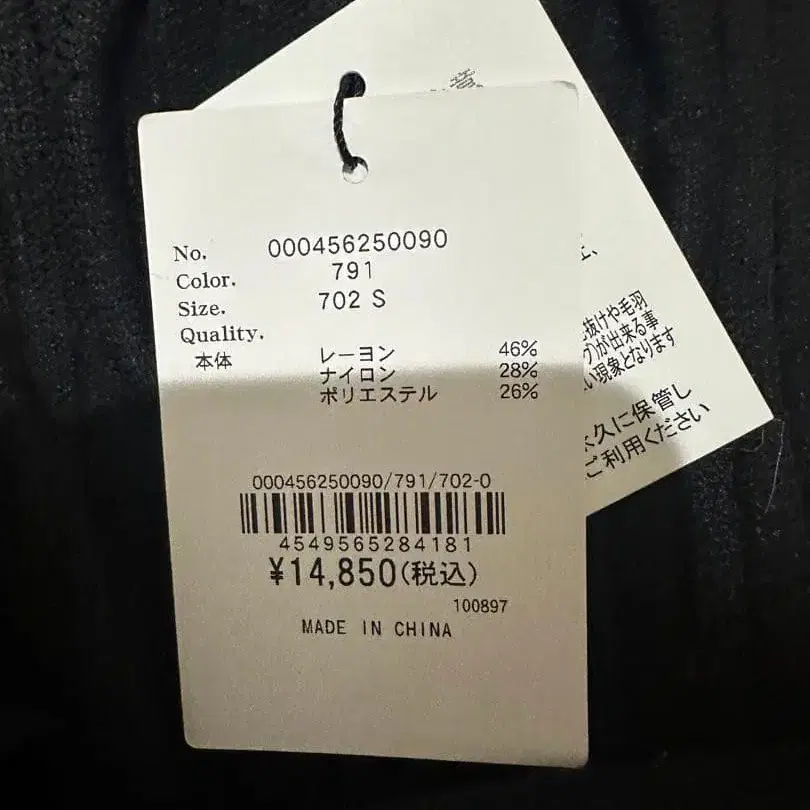 No. 000456250090
Color. 791
Size. 702 S
Quality.
本体 レーヨン 46%
ナイロン 28%
ポリエステル 26%
000456250090/791/702-0
4549565284181
¥14,850(税込)
100897
MADE IN CHINA
抜けや毛羽
が出来る事
い現象となります
永久に保管し
ご利用ください